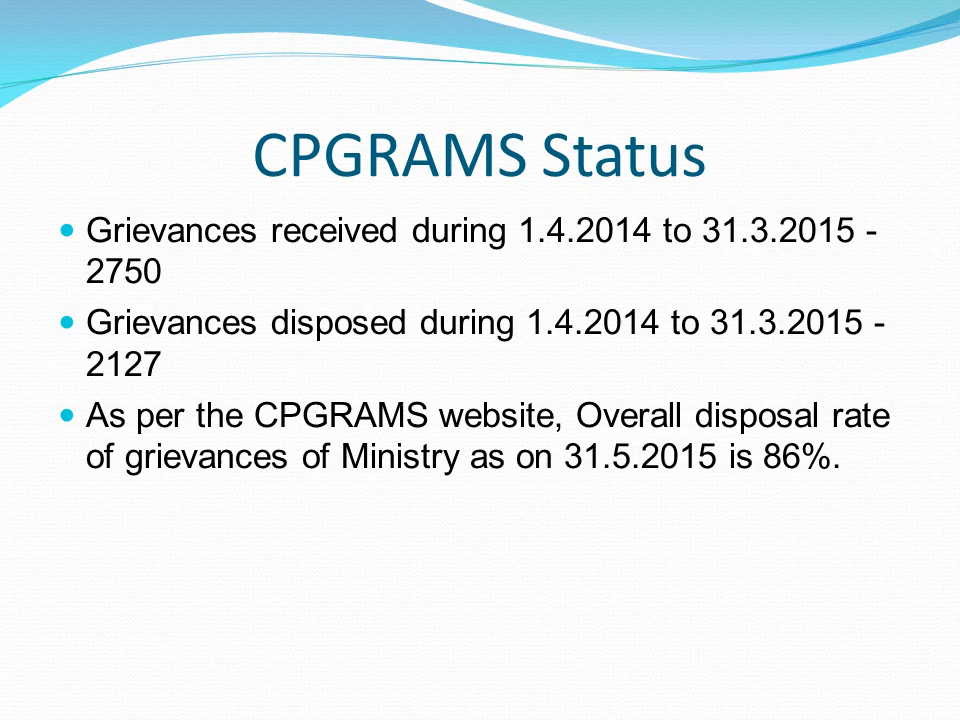 CPGRAMS Status
Grievances received during 1.4.2014 to 31.3.2015 -
2750
Grievances disposed during 1.4.2014 to 31.3.2015 -
2127
As per the CPGRAMS website, Overall disposal rate
of grievances of Ministry as on 31.5.2015 is 86%.